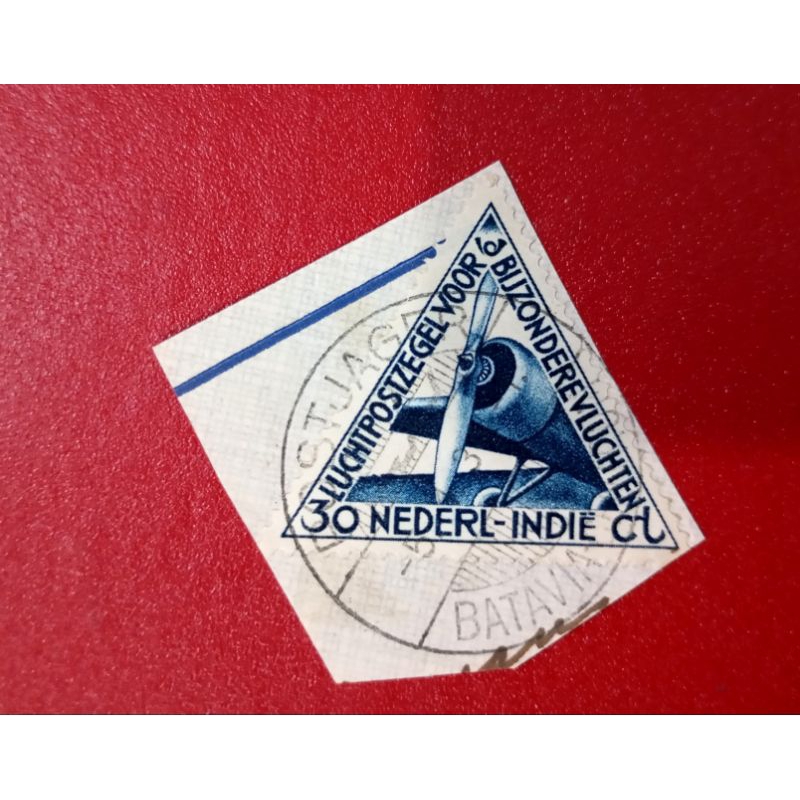 LUCHTPOSTZEGEL VOOR
BIJZONDERE VLUCHTEN
30 NEDERL-INDIË ct
BATAVIA